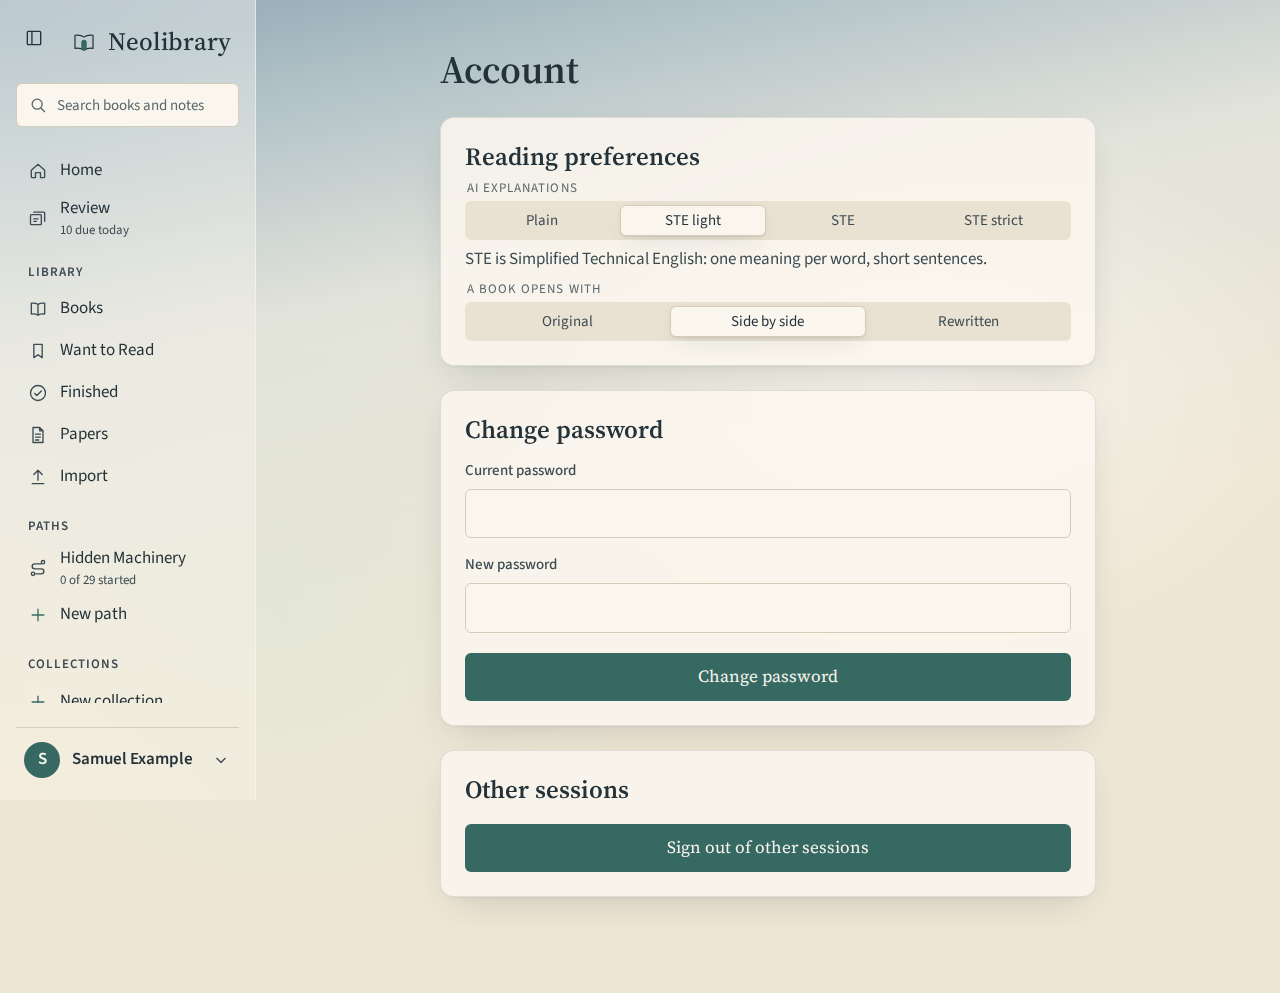 Neolibrary
Search books and notes
Home
Review
10 due today
LIBRARY
Books
Want to Read
Finished
Papers
Import
PATHS
Hidden Machinery
0 of 29 started
New path
COLLECTIONS
New collection
S
Samuel Example
Account
Reading preferences
AI EXPLANATIONS
Plain STE light STE STE strict
STE is Simplified Technical English: one meaning per word, short sentences.
A BOOK OPENS WITH
Original Side by side Rewritten
Change password
Current password
New password
Change password
Other sessions
Sign out of other sessions